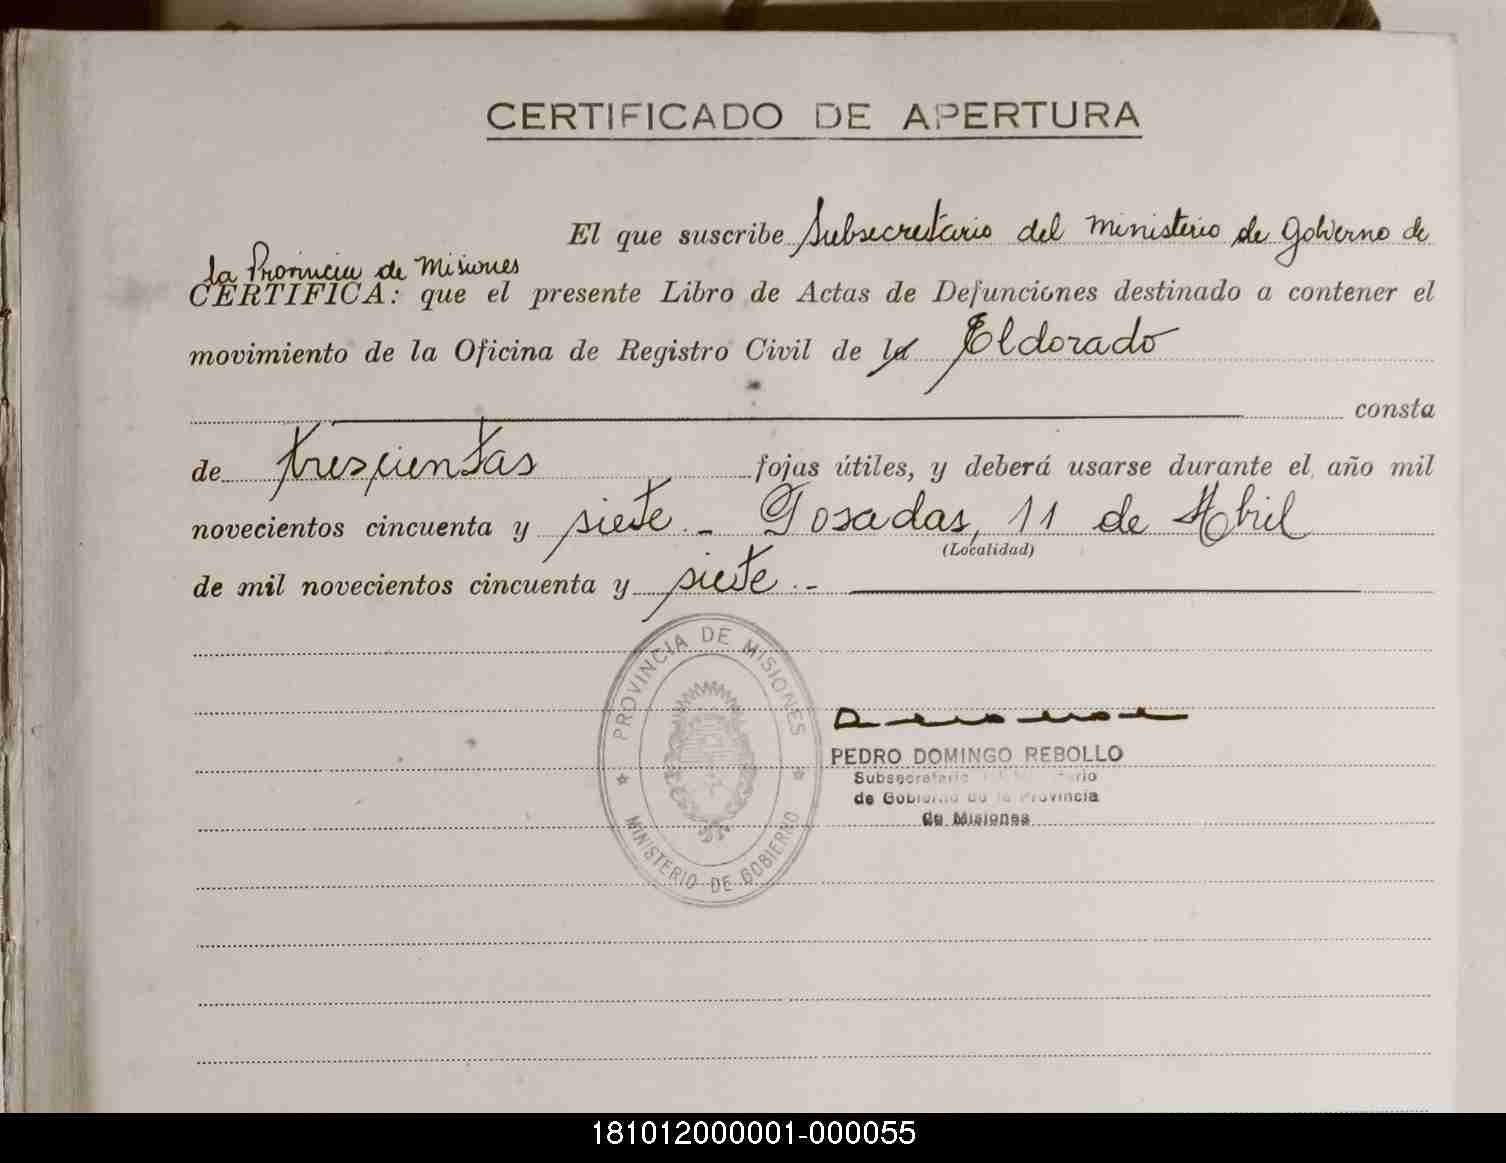 CERTIFICADO DE APERTURA
El que suscribe Subsecretario del Ministerio de Gobierno de
la Provincia de Misiones
CERTIFICA: que el presente Libro de Actas de Defunciones destinado a contener el
movimiento de la Oficina de Registro Civil de la Eldorado
consta
de trescientas fojas útiles, y deberá usarse durante el año mil
novecientos cincuenta y siete.- Posadas, 11 de Abril
(Localidad)
de mil novecientos cincuenta y siete.-
PROVINCIA DE MISIONES
MINISTERIO DE GOBIERNO
PEDRO DOMINGO REBOLLO
Subsecretario
de Gobierno de la Provincia
de Misiones
181012000001-000055